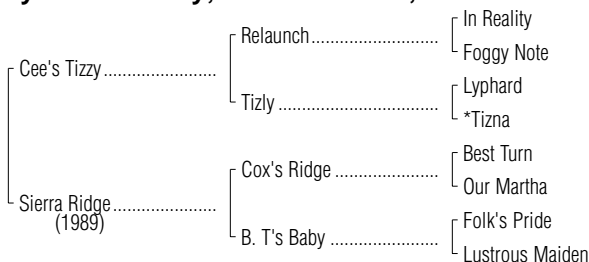 In Reality
Relaunch
Foggy Note
Cee's Tizzy
Lyphard
Tizly
*Tizna
Best Turn
Cox's Ridge
Our Martha
Sierra Ridge
(1989)
Folk's Pride
B. T's Baby
Lustrous Maiden